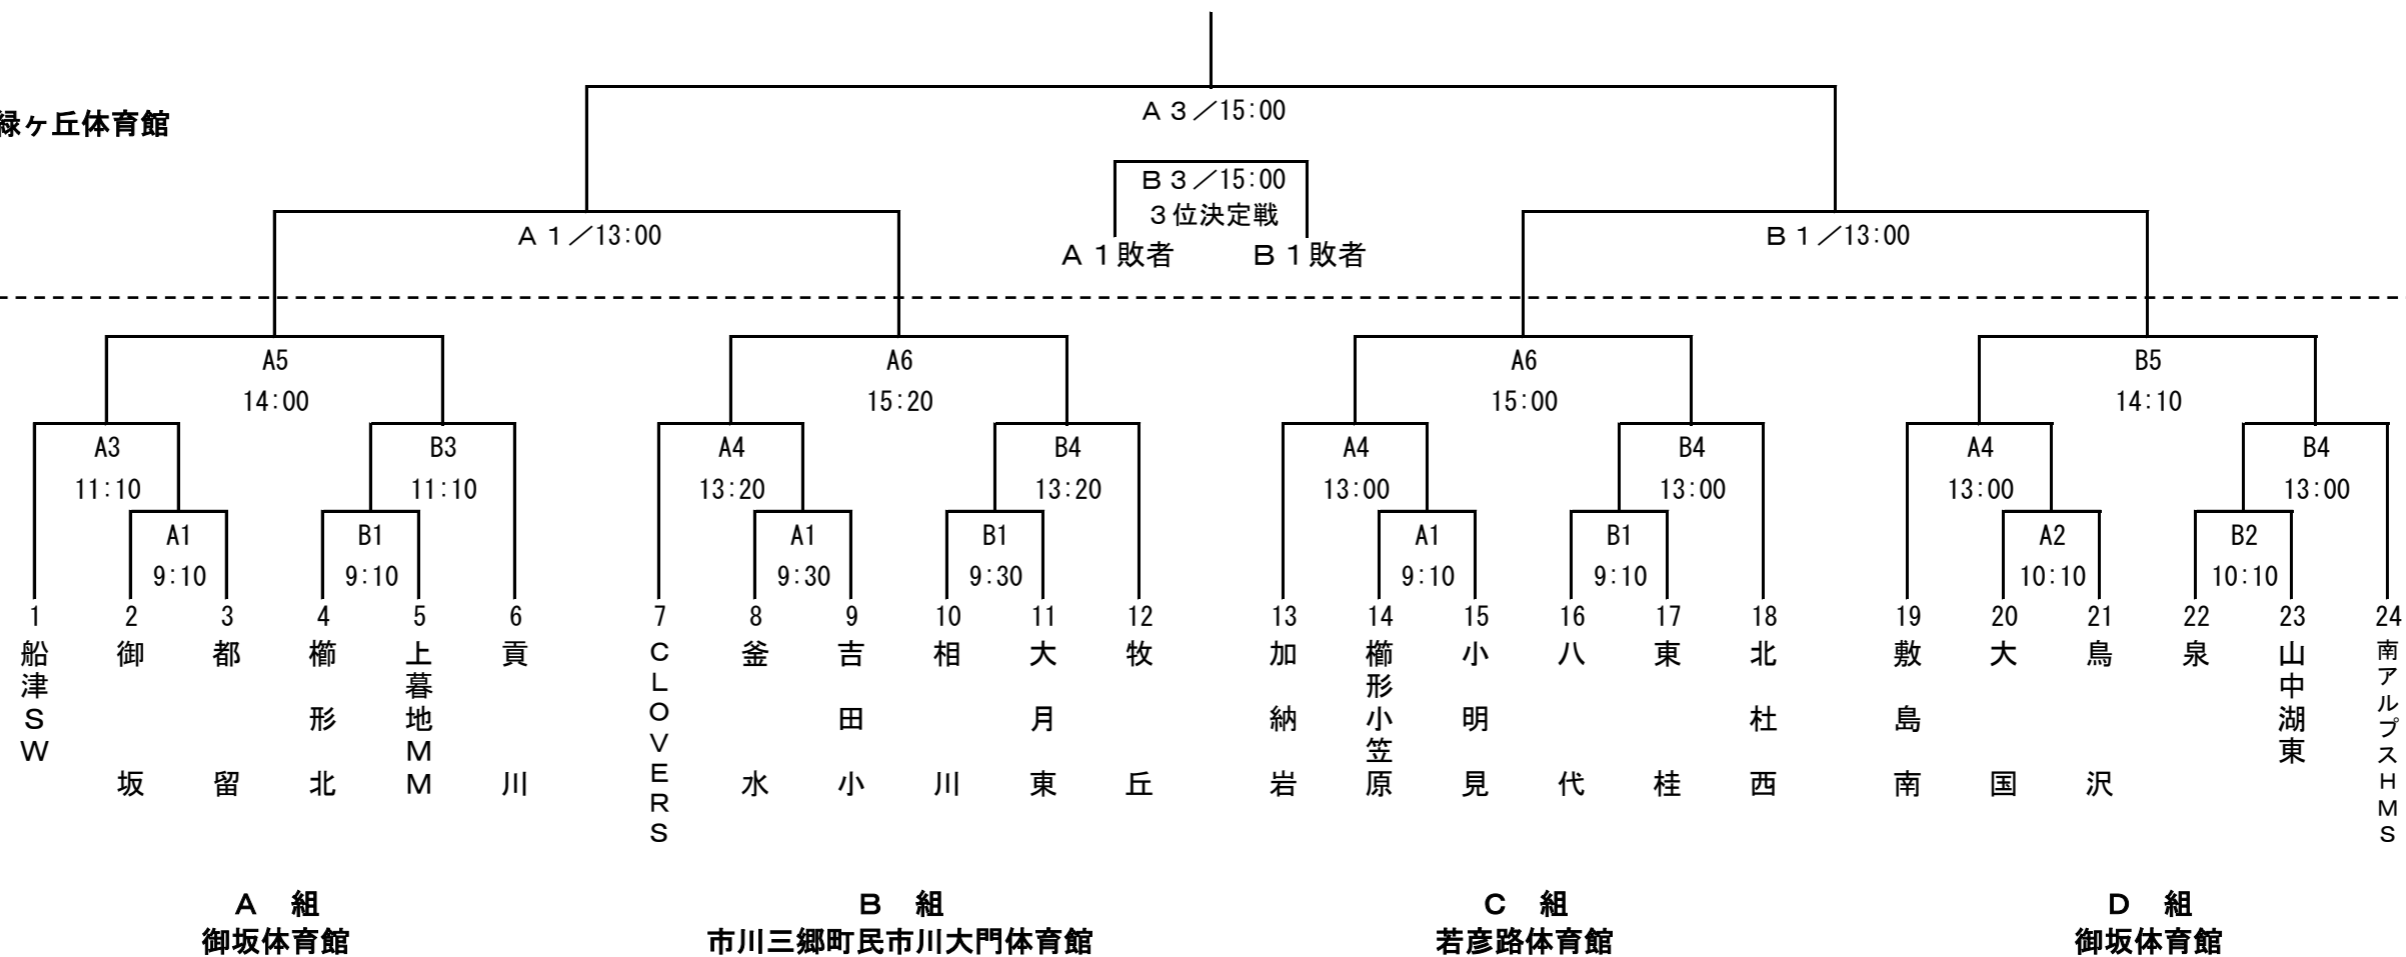 A3/15:00
緑ヶ丘体育館
B3/15:00
3位決定戦
A1/13:00
B1/13:00
A1敗者 B1敗者
A5 A6 A6 B5
14:00 15:20 15:00 14:10
A3 B3 A4 B4 A4 B4 A4 B4
11:10 11:10 13:20 13:20 13:00 13:00 13:00 13:00
A1 B1 A1 B1 A1 B1 A2 B2
9:10 9:10 9:30 9:30 9:10 9:10 10:10 10:10
1 2 3 4 5 6 7 8 9 10 11 12 13 14 15 16 17 18 19 20 21 22 23 24
船津SW
御坂
都留
櫛形北
上暮地MM
貢川
CLOVERS
釜水
吉田小
相川
大月東
牧丘
加納岩
櫛形小笠原
小明見
八代
東桂
北杜西
敷島南
大国
鳥沢
泉
山中湖東
南アルプスHMS
A 組 B 組 C 組 D 組
御坂体育館 市川三郷町民市川大門体育館 若彦路体育館 御坂体育館